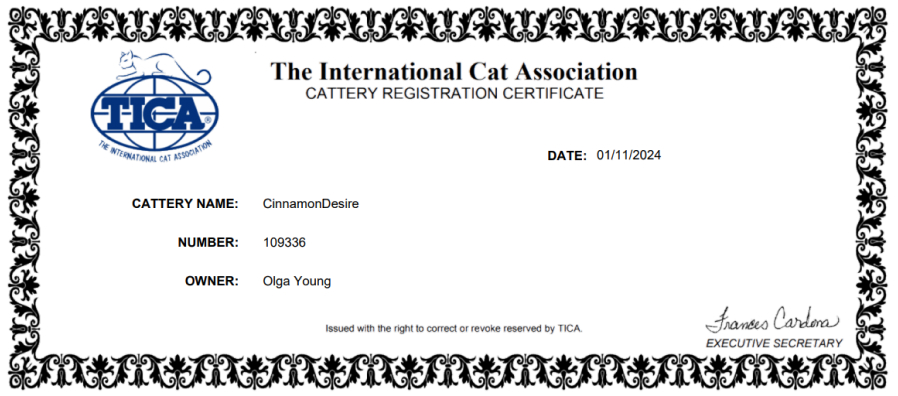 TICA®
THE INTERNATIONAL CAT ASSOCIATION
The International Cat Association
CATTERY REGISTRATION CERTIFICATE
DATE: 01/11/2024
CATTERY NAME: CinnamonDesire
NUMBER: 109336
OWNER: Olga Young
Issued with the right to correct or revoke reserved by TICA.
Frances Cardona
EXECUTIVE SECRETARY